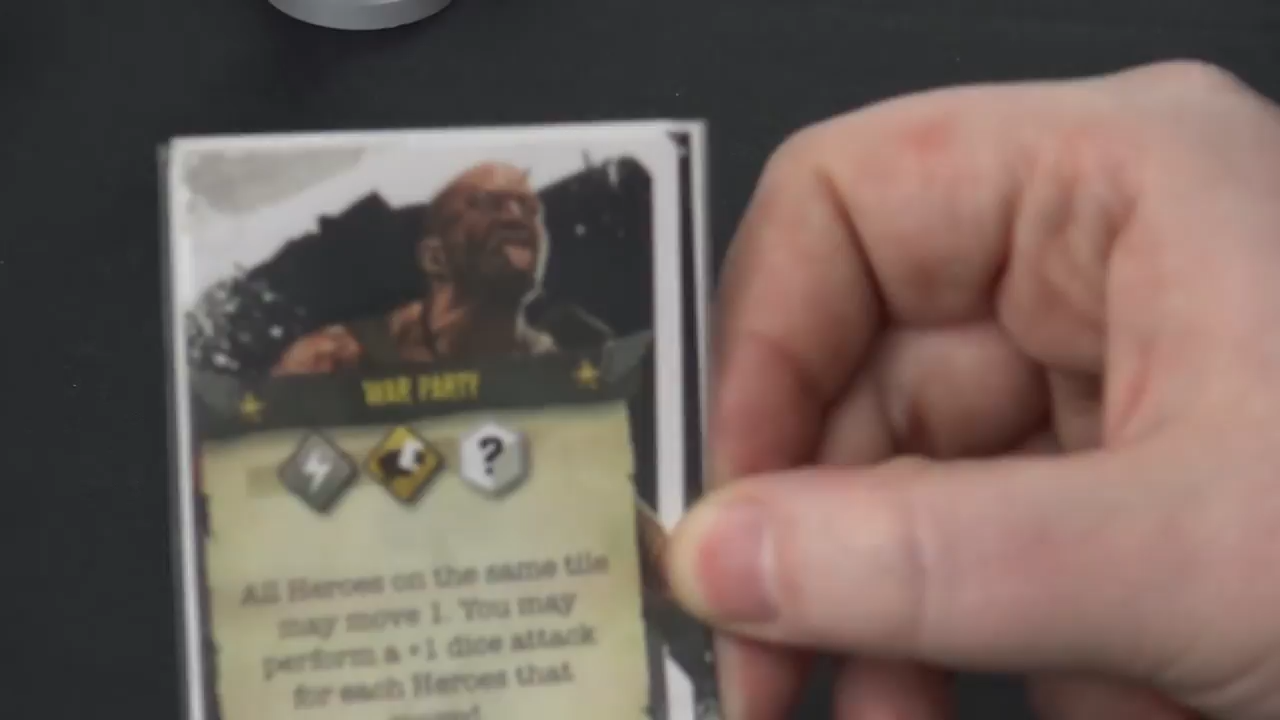 WAR PARTY
?
All Heroes on the same tile
may move 1. You may
perform a +1 dice attack
for each Heroes that
moved